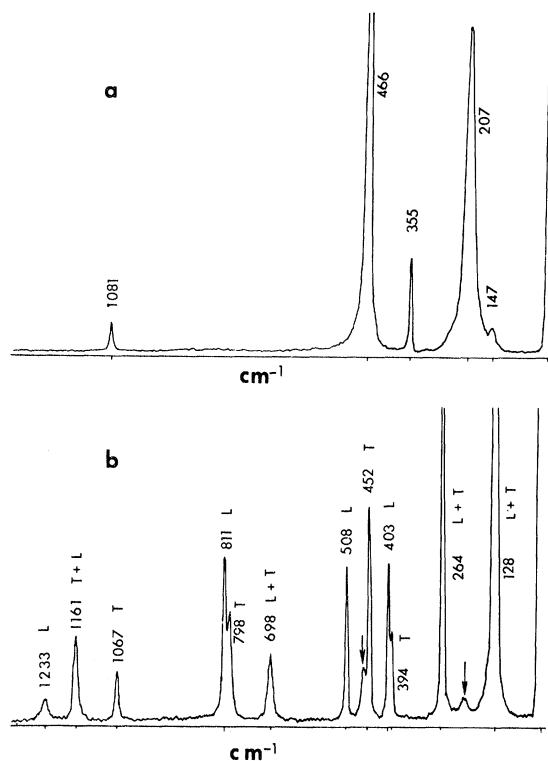 a
466
207
355
147
1081
cm⁻¹
b
1233 L
1161 T + L
1067 T
811 L
798 T
698 L + T
508 L
452 T
403 L
394 T
264 L + T
128 L + T
cm⁻¹